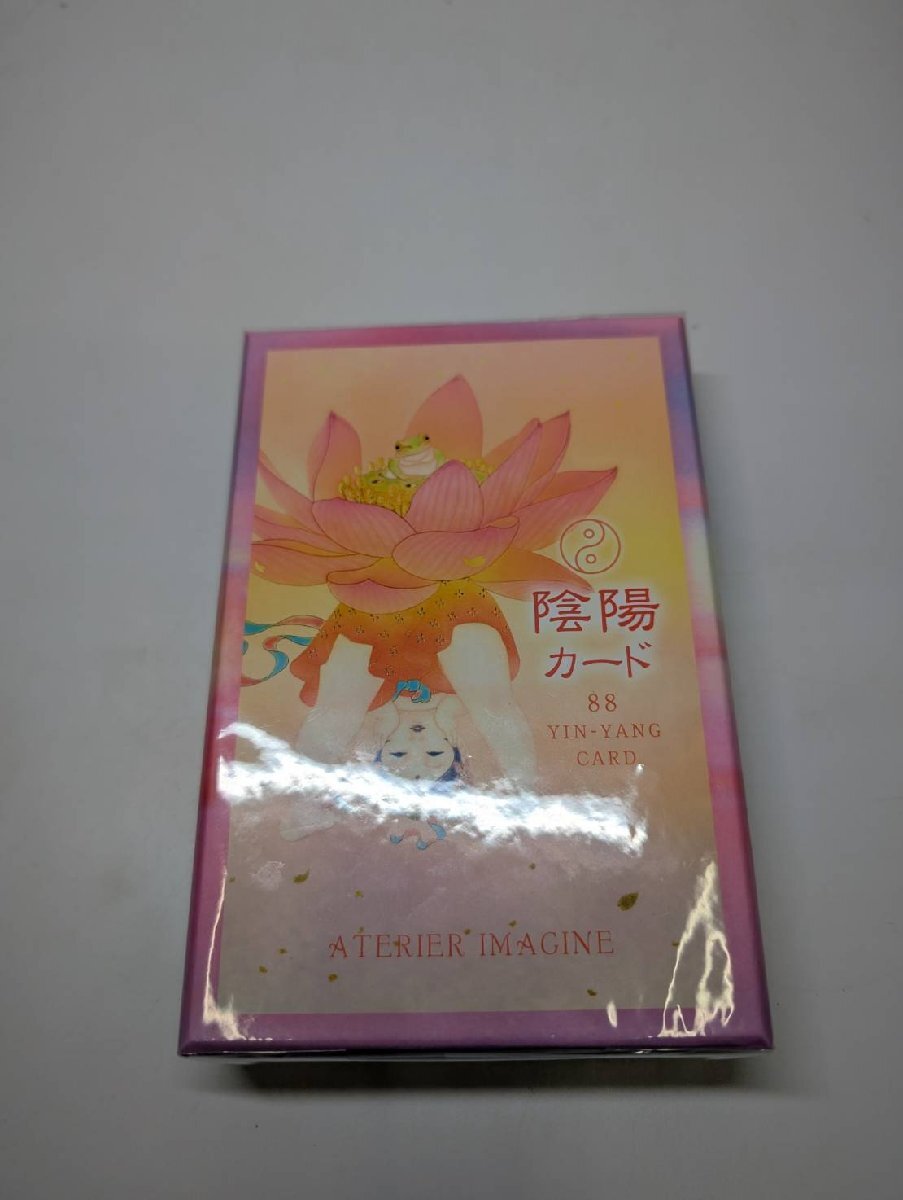 陰陽
カード
88
YIN-YANG
CARD
ATERIER IMAGINE